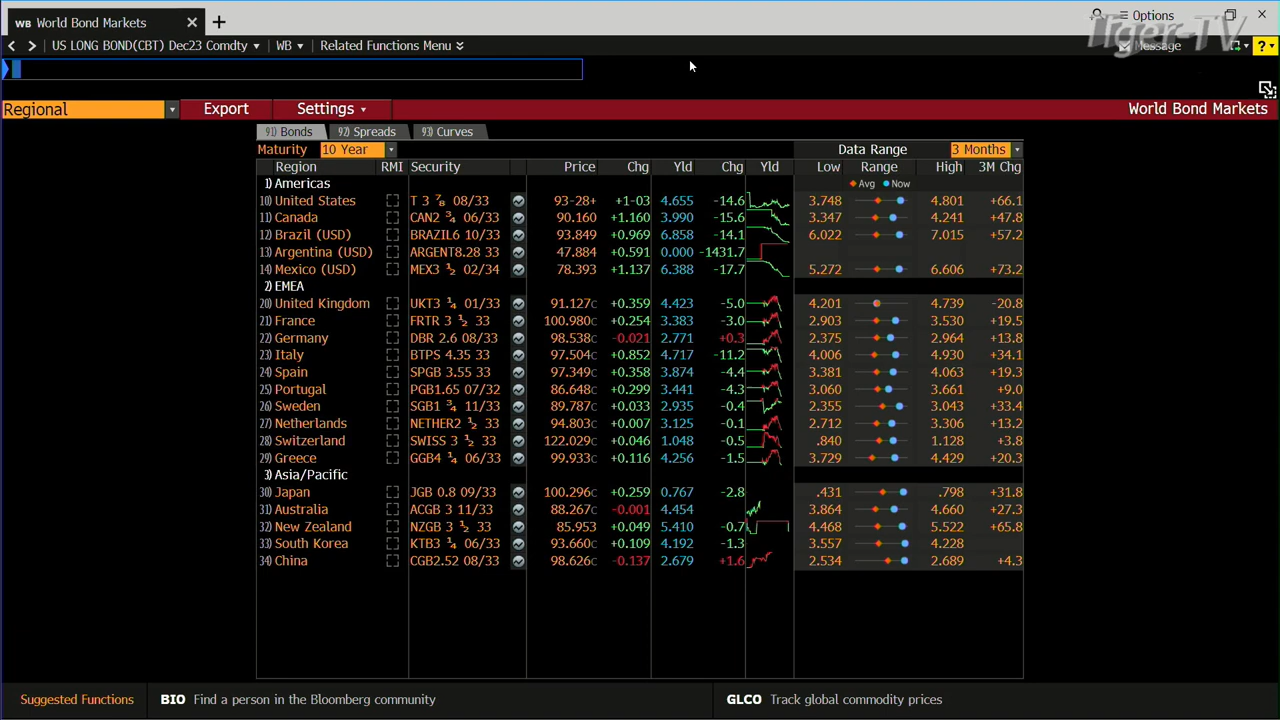 WB World Bond Markets × +
Options
Tiger-TV
< > US LONG BOND(CBT) Dec23 Comdty WB Related Functions Menu Message ?
Regional Export Settings World Bond Markets
91) Bonds 92) Spreads 93) Curves
Maturity 10 Year Data Range 3 Months
Region RMI Security Price Chg Yld Chg Yld Low Range High 3M Chg
1) Americas Avg Now
10) United States T 3 ⅞ 08/33 93-28+ +1-03 4.655 -14.6 3.748 4.801 +66.1
11) Canada CAN2 ¾ 06/33 90.160 +1.160 3.990 -15.6 3.347 4.241 +47.8
12) Brazil (USD) BRAZIL6 10/33 93.849 +0.969 6.858 -14.1 6.022 7.015 +57.2
13) Argentina (USD) ARGENT8.28 33 47.884 +0.591 0.000 -1431.7
14) Mexico (USD) MEX3 ½ 02/34 78.393 +1.137 6.388 -17.7 5.272 6.606 +73.2
2) EMEA
20) United Kingdom UKT3 ¼ 01/33 91.127C +0.359 4.423 -5.0 4.201 4.739 -20.8
21) France FRTR 3 ½ 33 100.980C +0.254 3.383 -3.0 2.903 3.530 +19.5
22) Germany DBR 2.6 08/33 98.538C -0.021 2.771 +0.3 2.375 2.964 +13.8
23) Italy BTPS 4.35 33 97.504C +0.852 4.717 -11.2 4.006 4.930 +34.1
24) Spain SPGB 3.55 33 97.349C +0.358 3.874 -4.4 3.381 4.063 +19.3
25) Portugal PGB1.65 07/32 86.648C +0.299 3.441 -4.3 3.060 3.661 +9.0
26) Sweden SGB1 ¾ 11/33 89.787C +0.033 2.935 -0.4 2.355 3.043 +33.4
27) Netherlands NETHER2 ½ 33 94.803C +0.007 3.125 -0.1 2.712 3.306 +13.2
28) Switzerland SWISS 3 ½ 33 122.029C +0.046 1.048 -0.5 .840 1.128 +3.8
29) Greece GGB4 ¼ 06/33 99.933C +0.116 4.256 -1.5 3.729 4.429 +20.3
3) Asia/Pacific
30) Japan JGB 0.8 09/33 100.296C +0.259 0.767 -2.8 .431 .798 +31.8
31) Australia ACGB 3 11/33 88.267C -0.001 4.454 3.864 4.660 +27.3
32) New Zealand NZGB 3 ½ 33 85.953 +0.049 5.410 -0.7 4.468 5.522 +65.8
33) South Korea KTB3 ¼ 06/33 93.660C +0.109 4.192 -1.3 3.557 4.228
34) China CGB2.52 08/33 98.626C -0.137 2.679 +1.6 2.534 2.689 +4.3
Suggested Functions BIO Find a person in the Bloomberg community GLCO Track global commodity prices